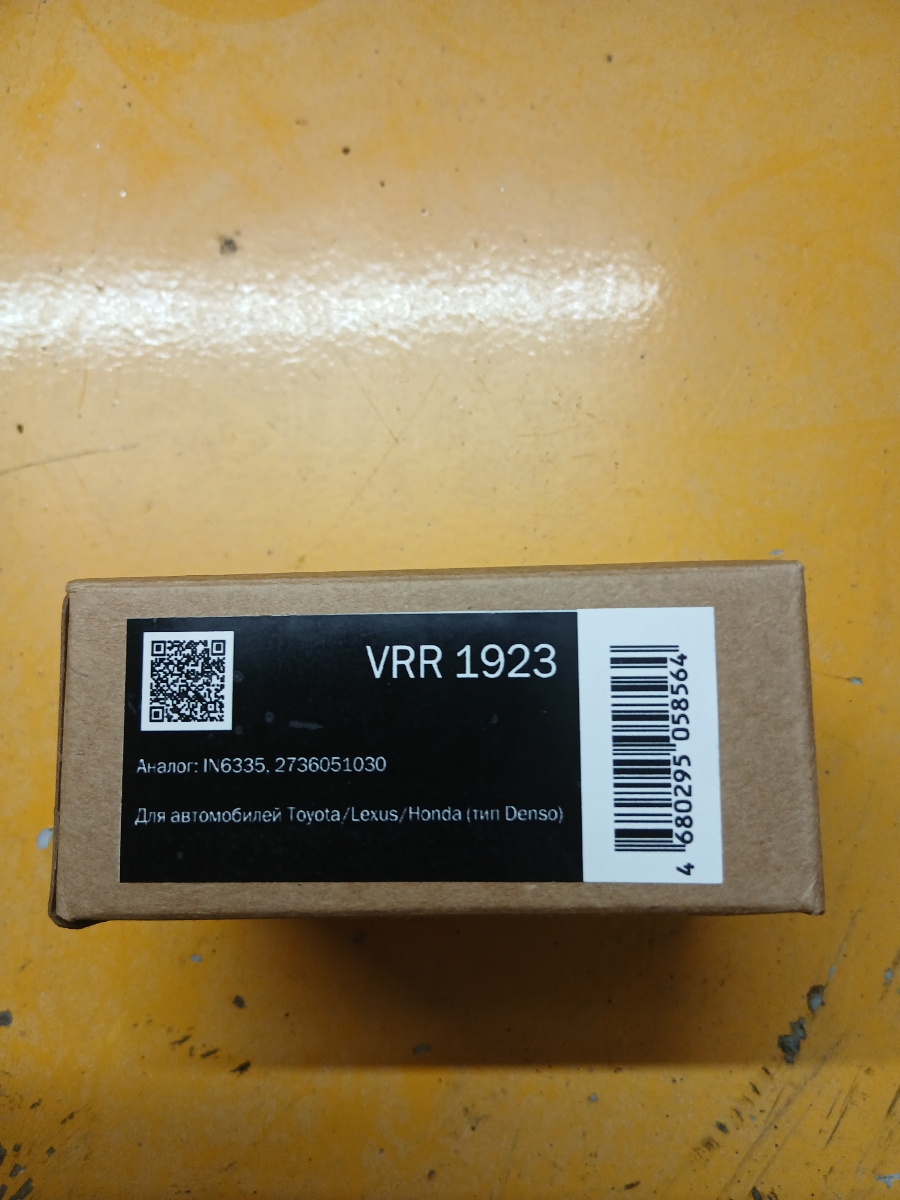 VRR 1923
Аналог: IN6335, 2736051030
Для автомобилей Toyota/Lexus/Honda (тип Denso)
4 680295 058564